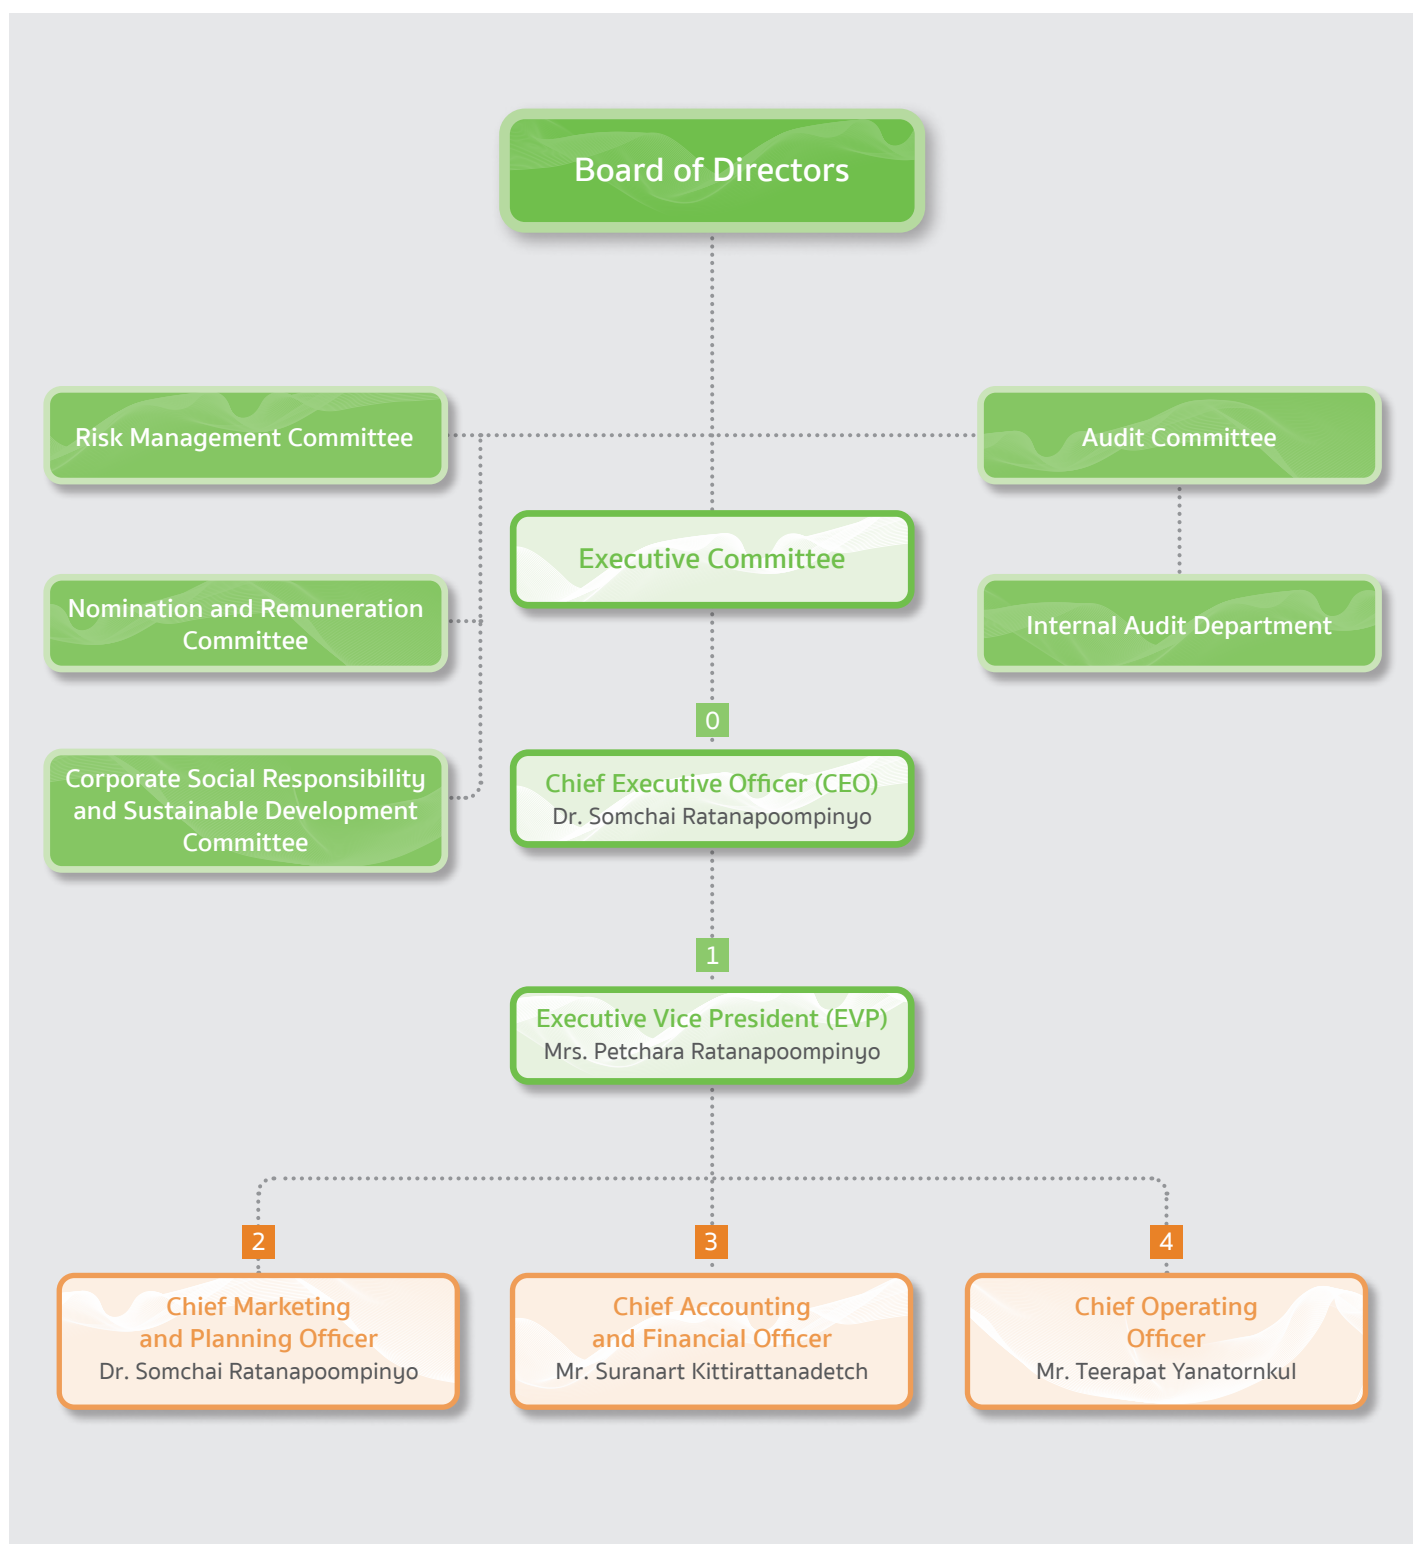 Board of Directors
Risk Management Committee
Audit Committee
Executive Committee
Nomination and Remuneration
Committee
Internal Audit Department
0
Chief Executive Officer (CEO)
Dr. Somchai Ratanapoompinyo
Corporate Social Responsibility
and Sustainable Development
Committee
1
Executive Vice President (EVP)
Mrs. Petchara Ratanapoompinyo
2
Chief Marketing
and Planning Officer
Dr. Somchai Ratanapoompinyo
3
Chief Accounting
and Financial Officer
Mr. Suranart Kittirattanadetch
4
Chief Operating
Officer
Mr. Teerapat Yanatornkul